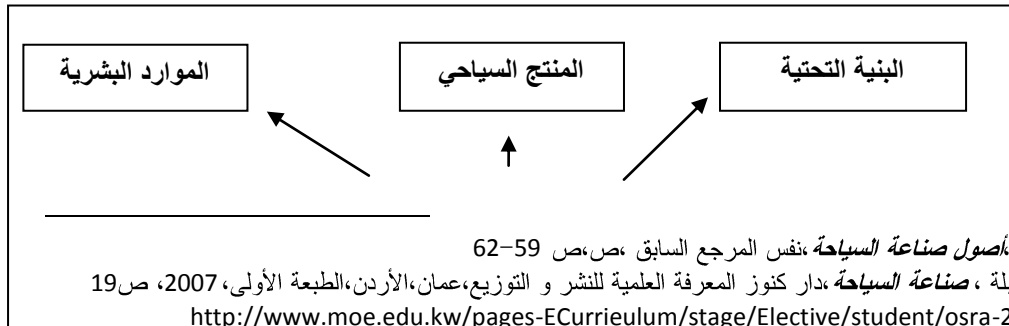 البنية التحتية
المنتج السياحي
الموارد البشرية
،أصول صناعة السياحة ،نفس المرجع السابق ،ص،ص 59-62
، صناعة السياحة ،دار كنوز المعرفة العلمية للنشر و التوزيع،عمان،الأردن،الطبعة الأولى،2007، ص19
http://www.moe.edu.kw/pages-ECurrieulum/stage/Elective/student/osra-2